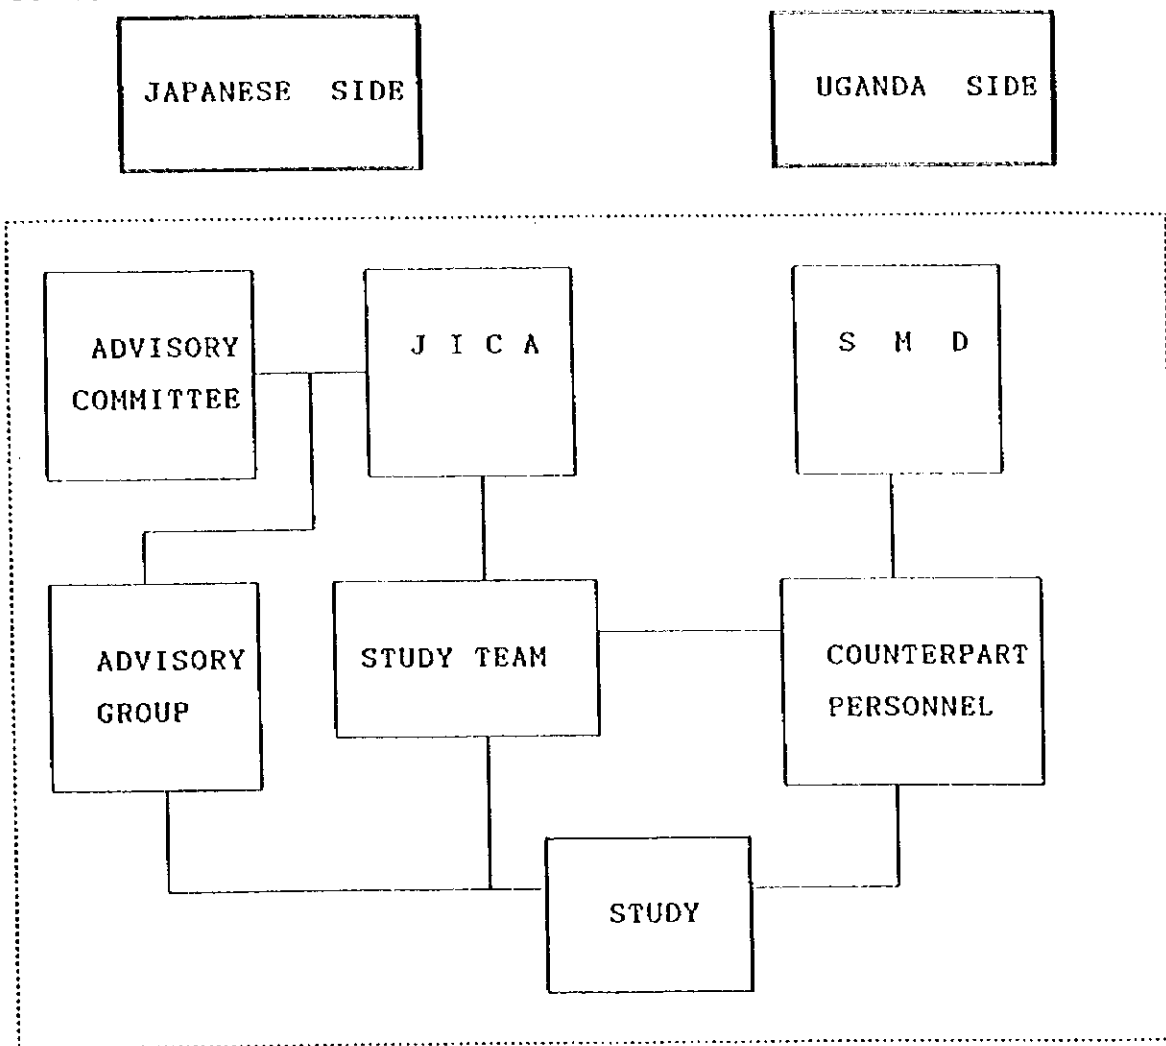 JAPANESE SIDE
UGANDA SIDE
ADVISORY
COMMITTEE
J I C A
S M D
ADVISORY
GROUP
STUDY TEAM
COUNTERPART
PERSONNEL
STUDY